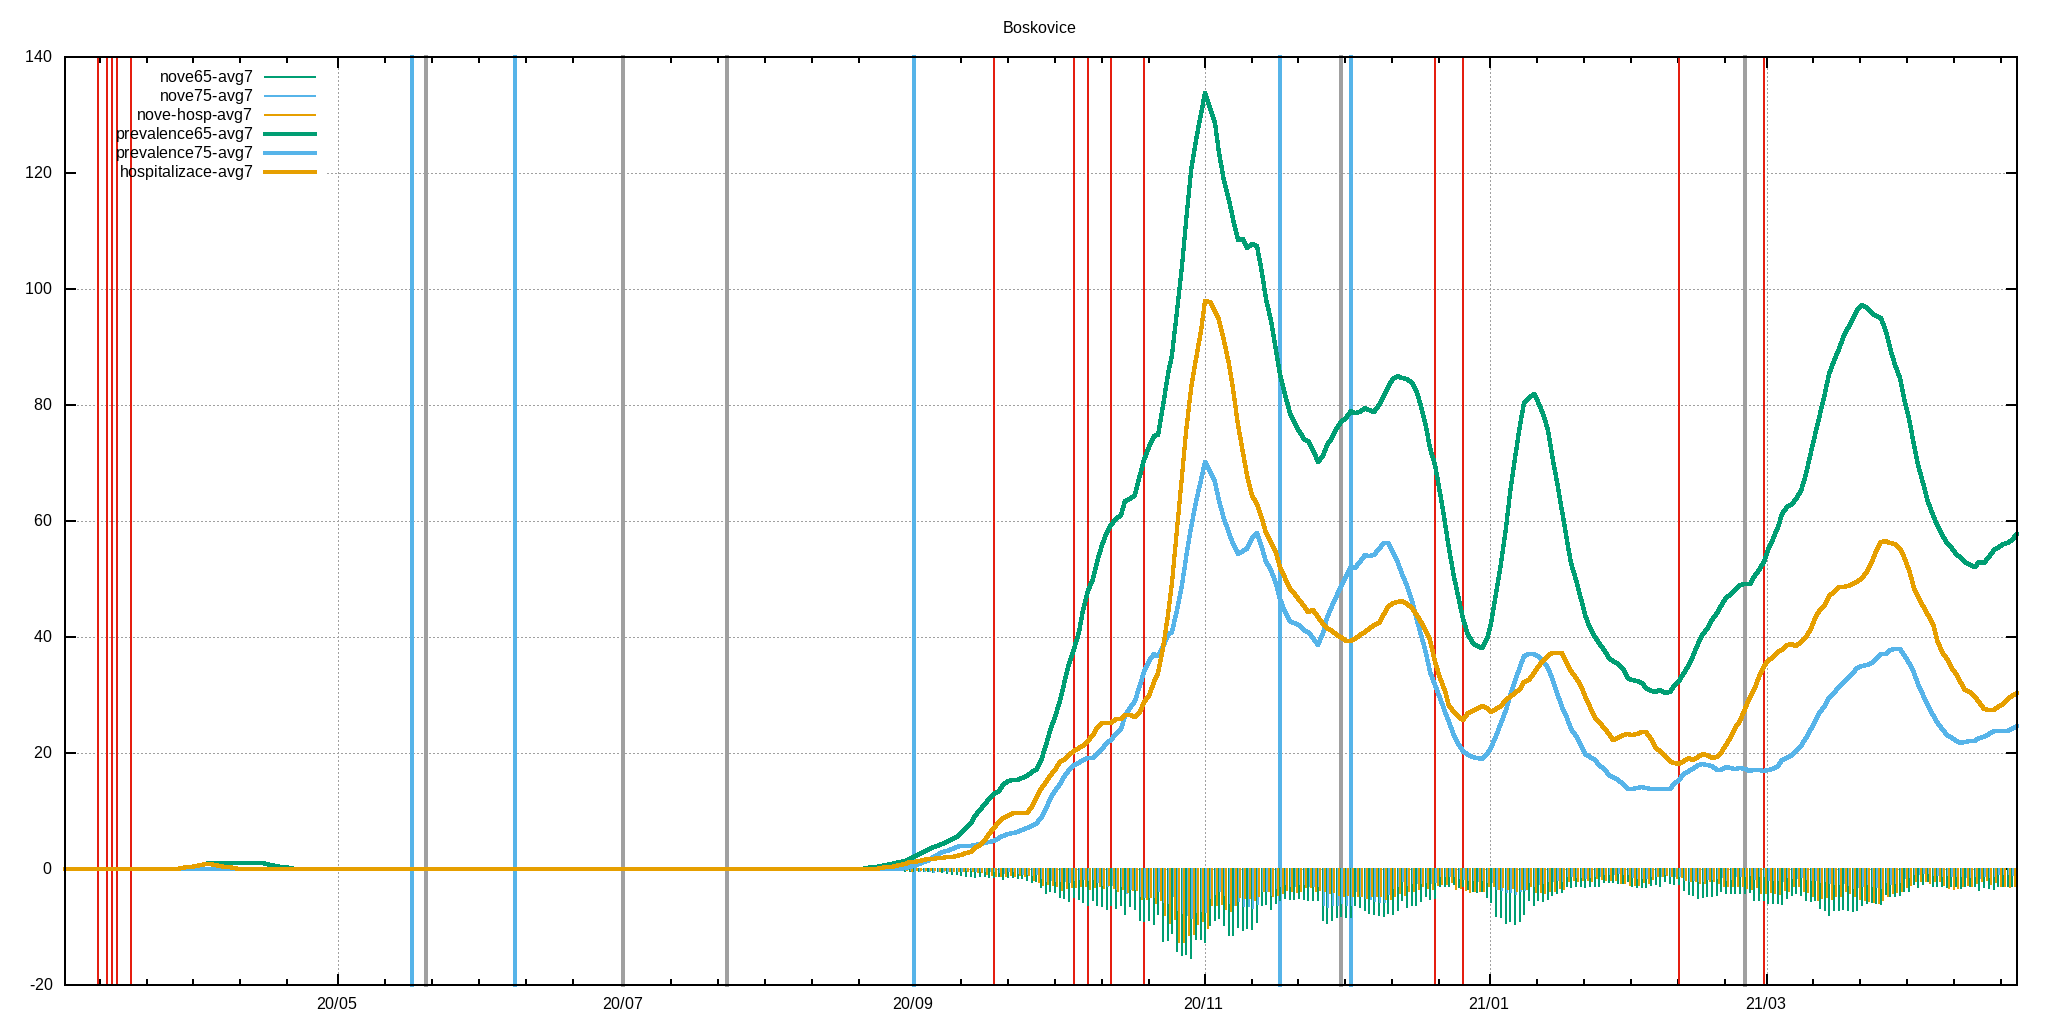 Boskovice
140
120
100
80
60
40
20
0
-20
nove65-avg7
nove75-avg7
nove-hosp-avg7
prevalence65-avg7
prevalence75-avg7
hospitalizace-avg7
20/05 20/07 20/09 20/11 21/01 21/03